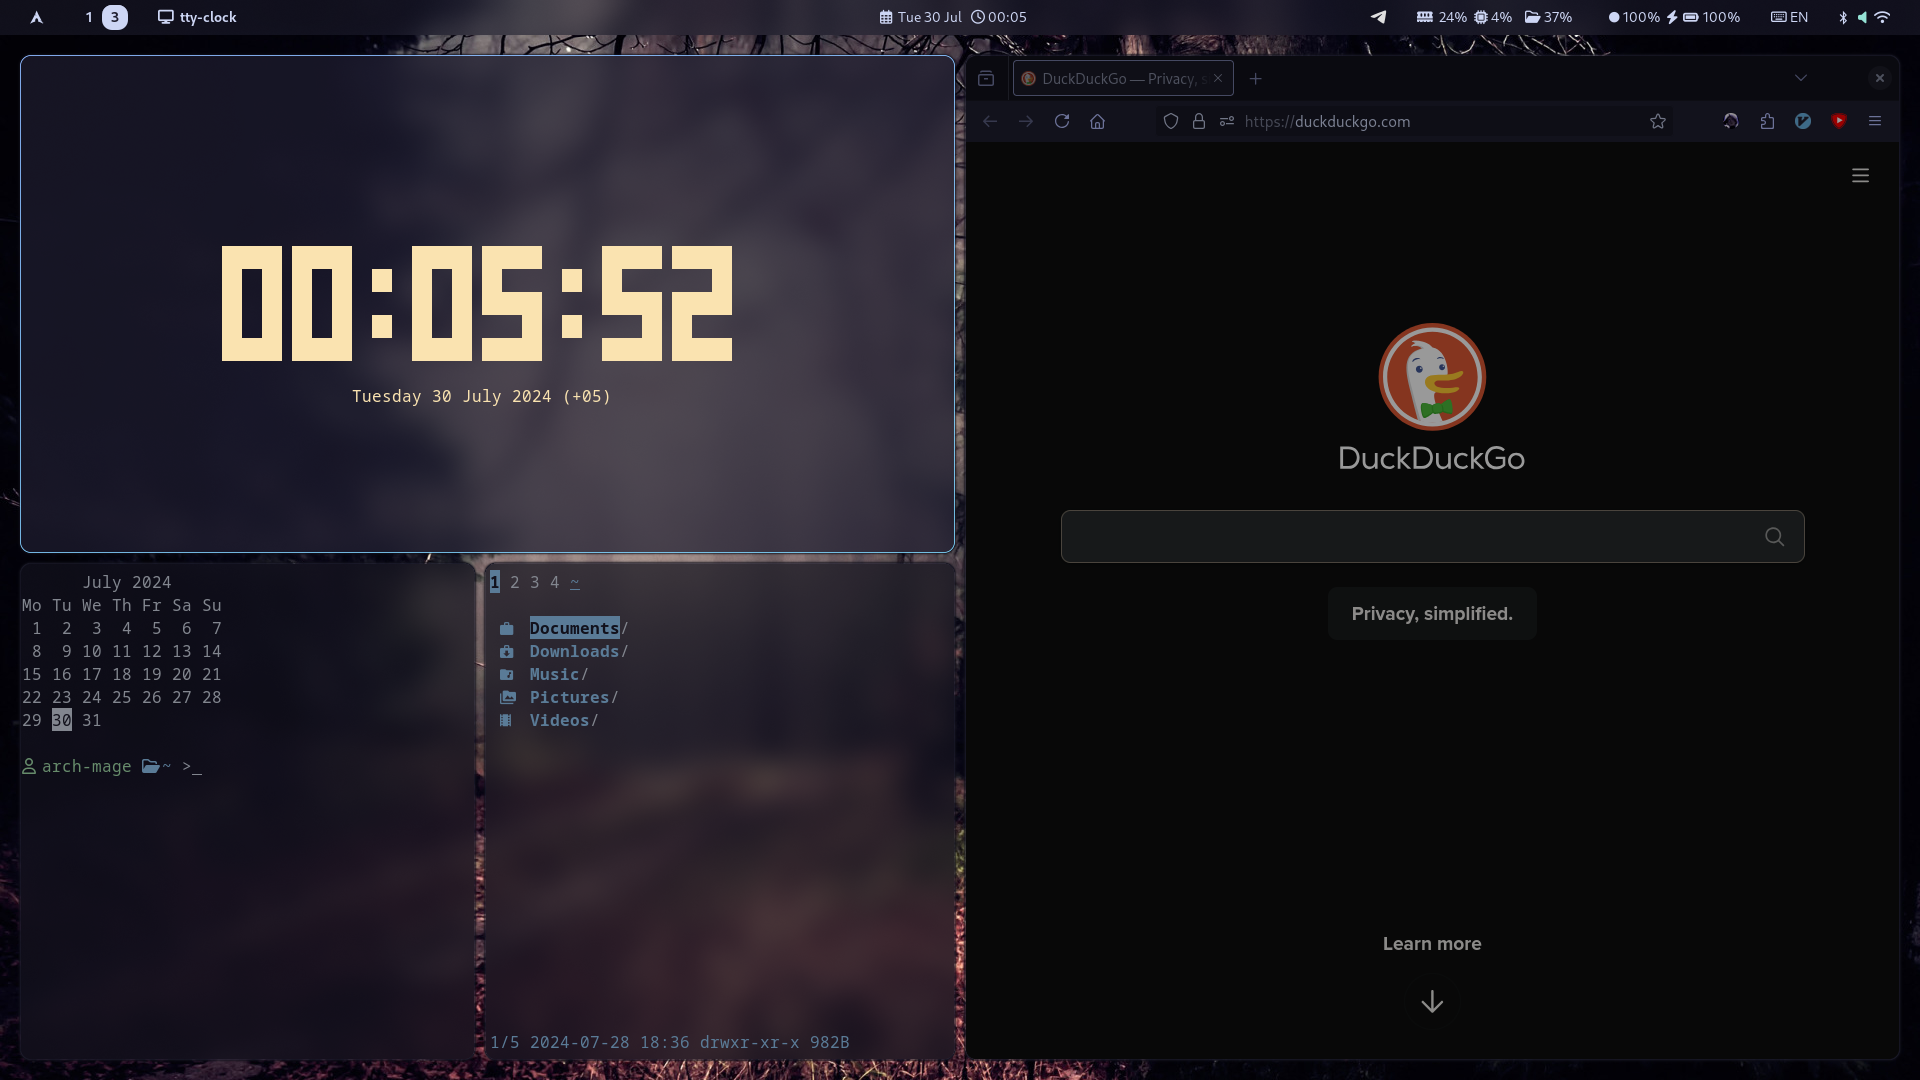 1 3 tty-clock
Tue 30 Jul 00:05
24% 4% 37% 100% 100% EN
00:05:52
Tuesday 30 July 2024 (+05)
July 2024
Mo Tu We Th Fr Sa Su
1 2 3 4 5 6 7
8 9 10 11 12 13 14
15 16 17 18 19 20 21
22 23 24 25 26 27 28
29 30 31
arch-mage ~ >_
1 2 3 4 ~
Documents/
Downloads/
Music/
Pictures/
Videos/
1/5 2024-07-28 18:36 drwxr-xr-x 982B
DuckDuckGo — Privacy, s
https://duckduckgo.com
DuckDuckGo
Privacy, simplified.
Learn more